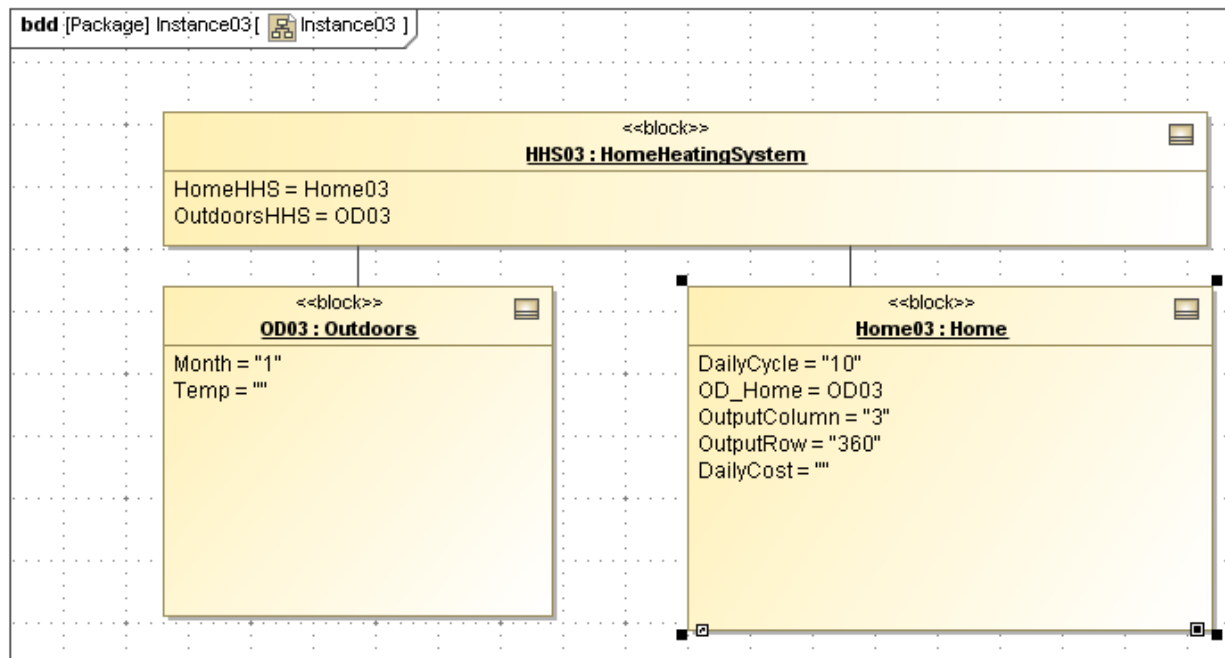 bdd [Package] Instance03 [ Instance03 ]
<<block>>
HHS03 : HomeHeatingSystem
HomeHHS = Home03
OutdoorsHHS = OD03
<<block>>
OD03 : Outdoors
Month = "1"
Temp = ""
<<block>>
Home03 : Home
DailyCycle = "10"
OD_Home = OD03
OutputColumn = "3"
OutputRow = "360"
DailyCost = ""